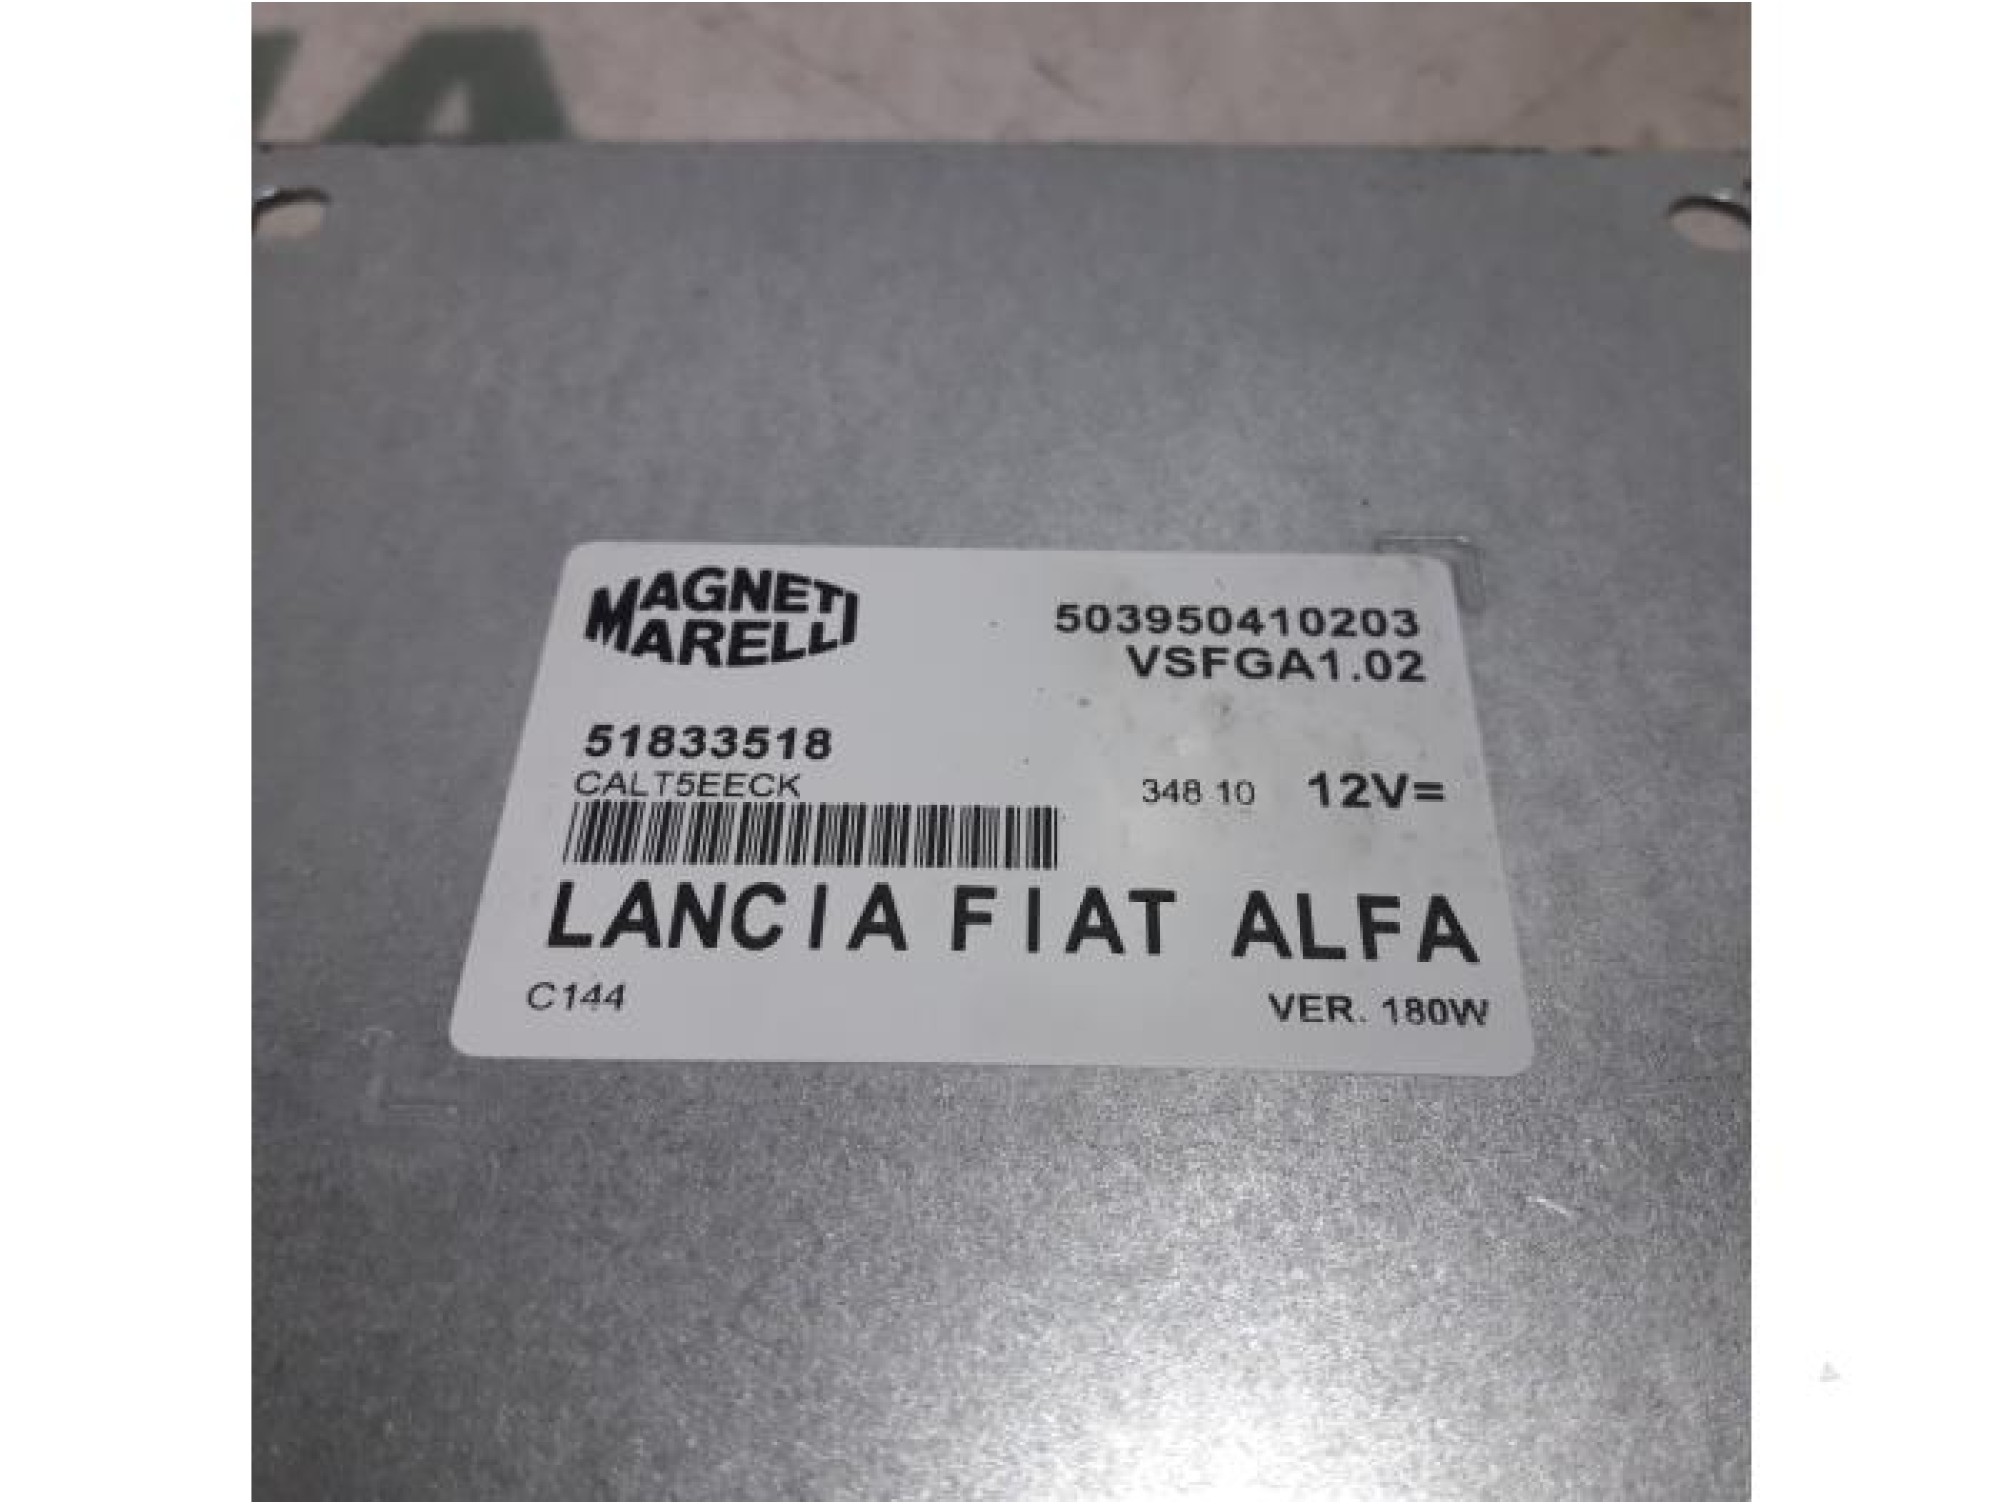 MAGNETI
MARELLI
503950410203
VSFGA1.02
51833518
CALT5EECK
348 10 12V=
LANCIA FIAT ALFA
C144
VER. 180W